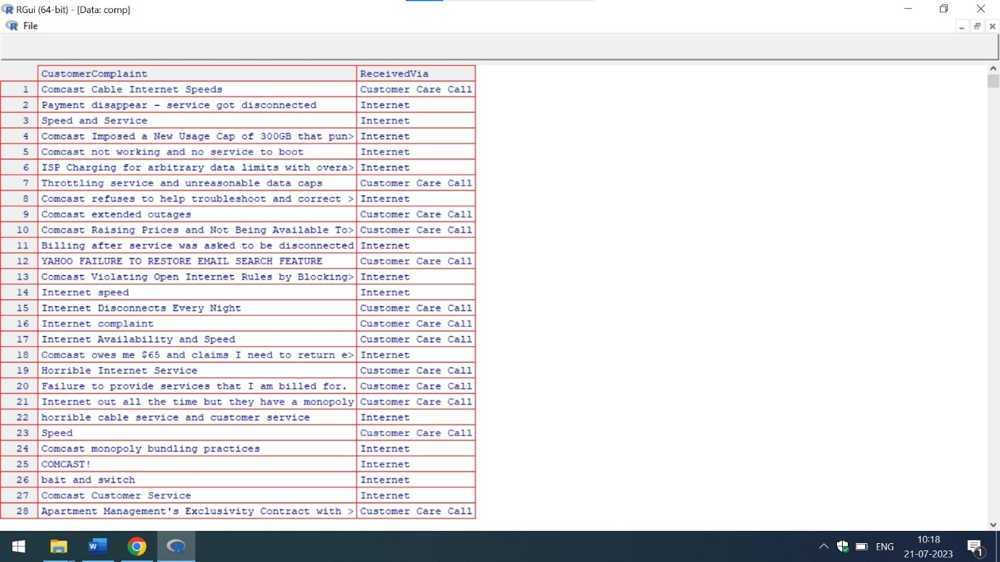 RGui (64-bit) - [Data: comp]
File
CustomerComplaint ReceivedVia
1 Comcast Cable Internet Speeds Customer Care Call
2 Payment disappear - service got disconnected Internet
3 Speed and Service Internet
4 Comcast Imposed a New Usage Cap of 300GB that pun> Internet
5 Comcast not working and no service to boot Internet
6 ISP Charging for arbitrary data limits with overa> Internet
7 Throttling service and unreasonable data caps Customer Care Call
8 Comcast refuses to help troubleshoot and correct > Internet
9 Comcast extended outages Customer Care Call
10 Comcast Raising Prices and Not Being Available To> Customer Care Call
11 Billing after service was asked to be disconnected Internet
12 YAHOO FAILURE TO RESTORE EMAIL SEARCH FEATURE Customer Care Call
13 Comcast Violating Open Internet Rules by Blocking> Internet
14 Internet speed Internet
15 Internet Disconnects Every Night Customer Care Call
16 Internet complaint Customer Care Call
17 Internet Availability and Speed Customer Care Call
18 Comcast owes me $65 and claims I need to return e> Internet
19 Horrible Internet Service Customer Care Call
20 Failure to provide services that I am billed for. Customer Care Call
21 Internet out all the time but they have a monopoly Customer Care Call
22 horrible cable service and customer service Internet
23 Speed Customer Care Call
24 Comcast monopoly bundling practices Internet
25 COMCAST! Internet
26 bait and switch Internet
27 Comcast Customer Service Internet
28 Apartment Management's Exclusivity Contract with > Customer Care Call
ENG
10:18
21-07-2023
1